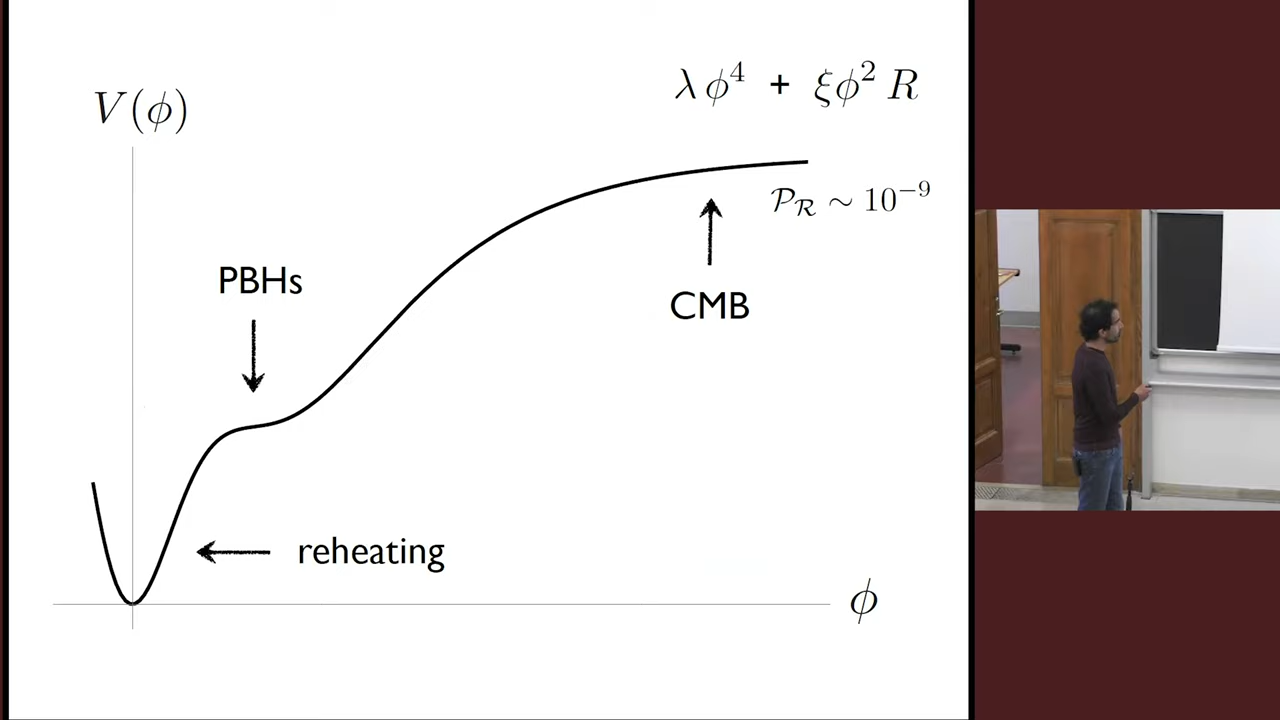 λφ⁴ + ξφ² R
V(φ)
𝒫_ℛ ∼ 10⁻⁹
PBHs
CMB
reheating
φ